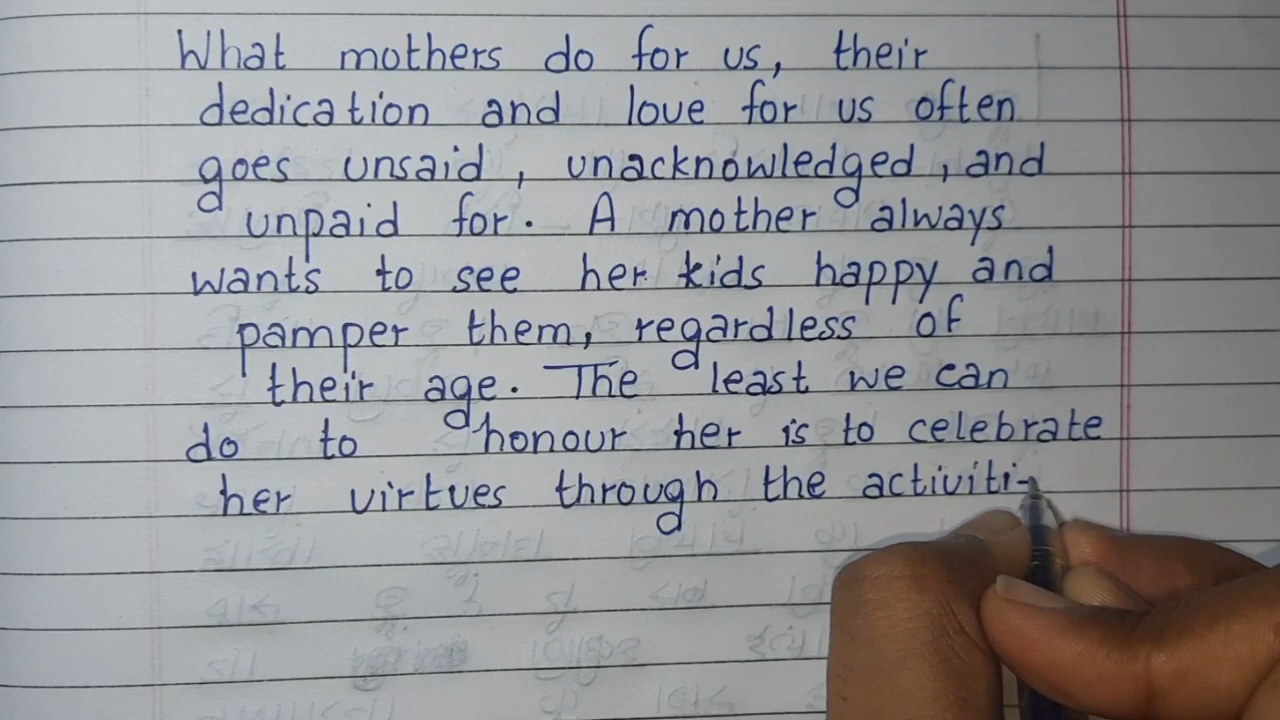 What mothers do for us, their
dedication and love for us often
goes unsaid, unacknowledged, and
unpaid for. A mother always
wants to see her kids happy and
pamper them, regardless of
their age. The least we can
do to honour her is to celebrate
her virtues through the activiti-